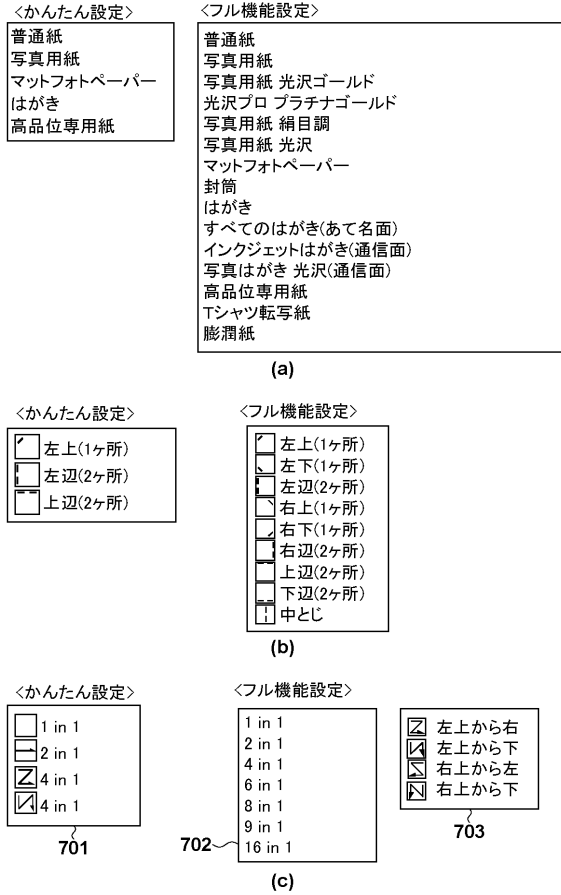 <かんたん設定>
普通紙
写真用紙
マットフォトペーパー
はがき
高品位専用紙
<フル機能設定>
普通紙
写真用紙
写真用紙 光沢ゴールド
光沢プロ プラチナゴールド
写真用紙 絹目調
写真用紙 光沢
マットフォトペーパー
封筒
はがき
すべてのはがき(あて名面)
インクジェットはがき(通信面)
写真はがき 光沢(通信面)
高品位専用紙
Tシャツ転写紙
膨潤紙
(a)
<かんたん設定>
左上(1ヶ所)
左辺(2ヶ所)
上辺(2ヶ所)
<フル機能設定>
左上(1ヶ所)
左下(1ヶ所)
左辺(2ヶ所)
右上(1ヶ所)
右下(1ヶ所)
右辺(2ヶ所)
上辺(2ヶ所)
下辺(2ヶ所)
中とじ
(b)
<かんたん設定>
1 in 1
2 in 1
4 in 1
4 in 1
701
<フル機能設定>
1 in 1
2 in 1
4 in 1
6 in 1
8 in 1
9 in 1
16 in 1
702
左上から右
左上から下
右上から左
右上から下
703
(c)